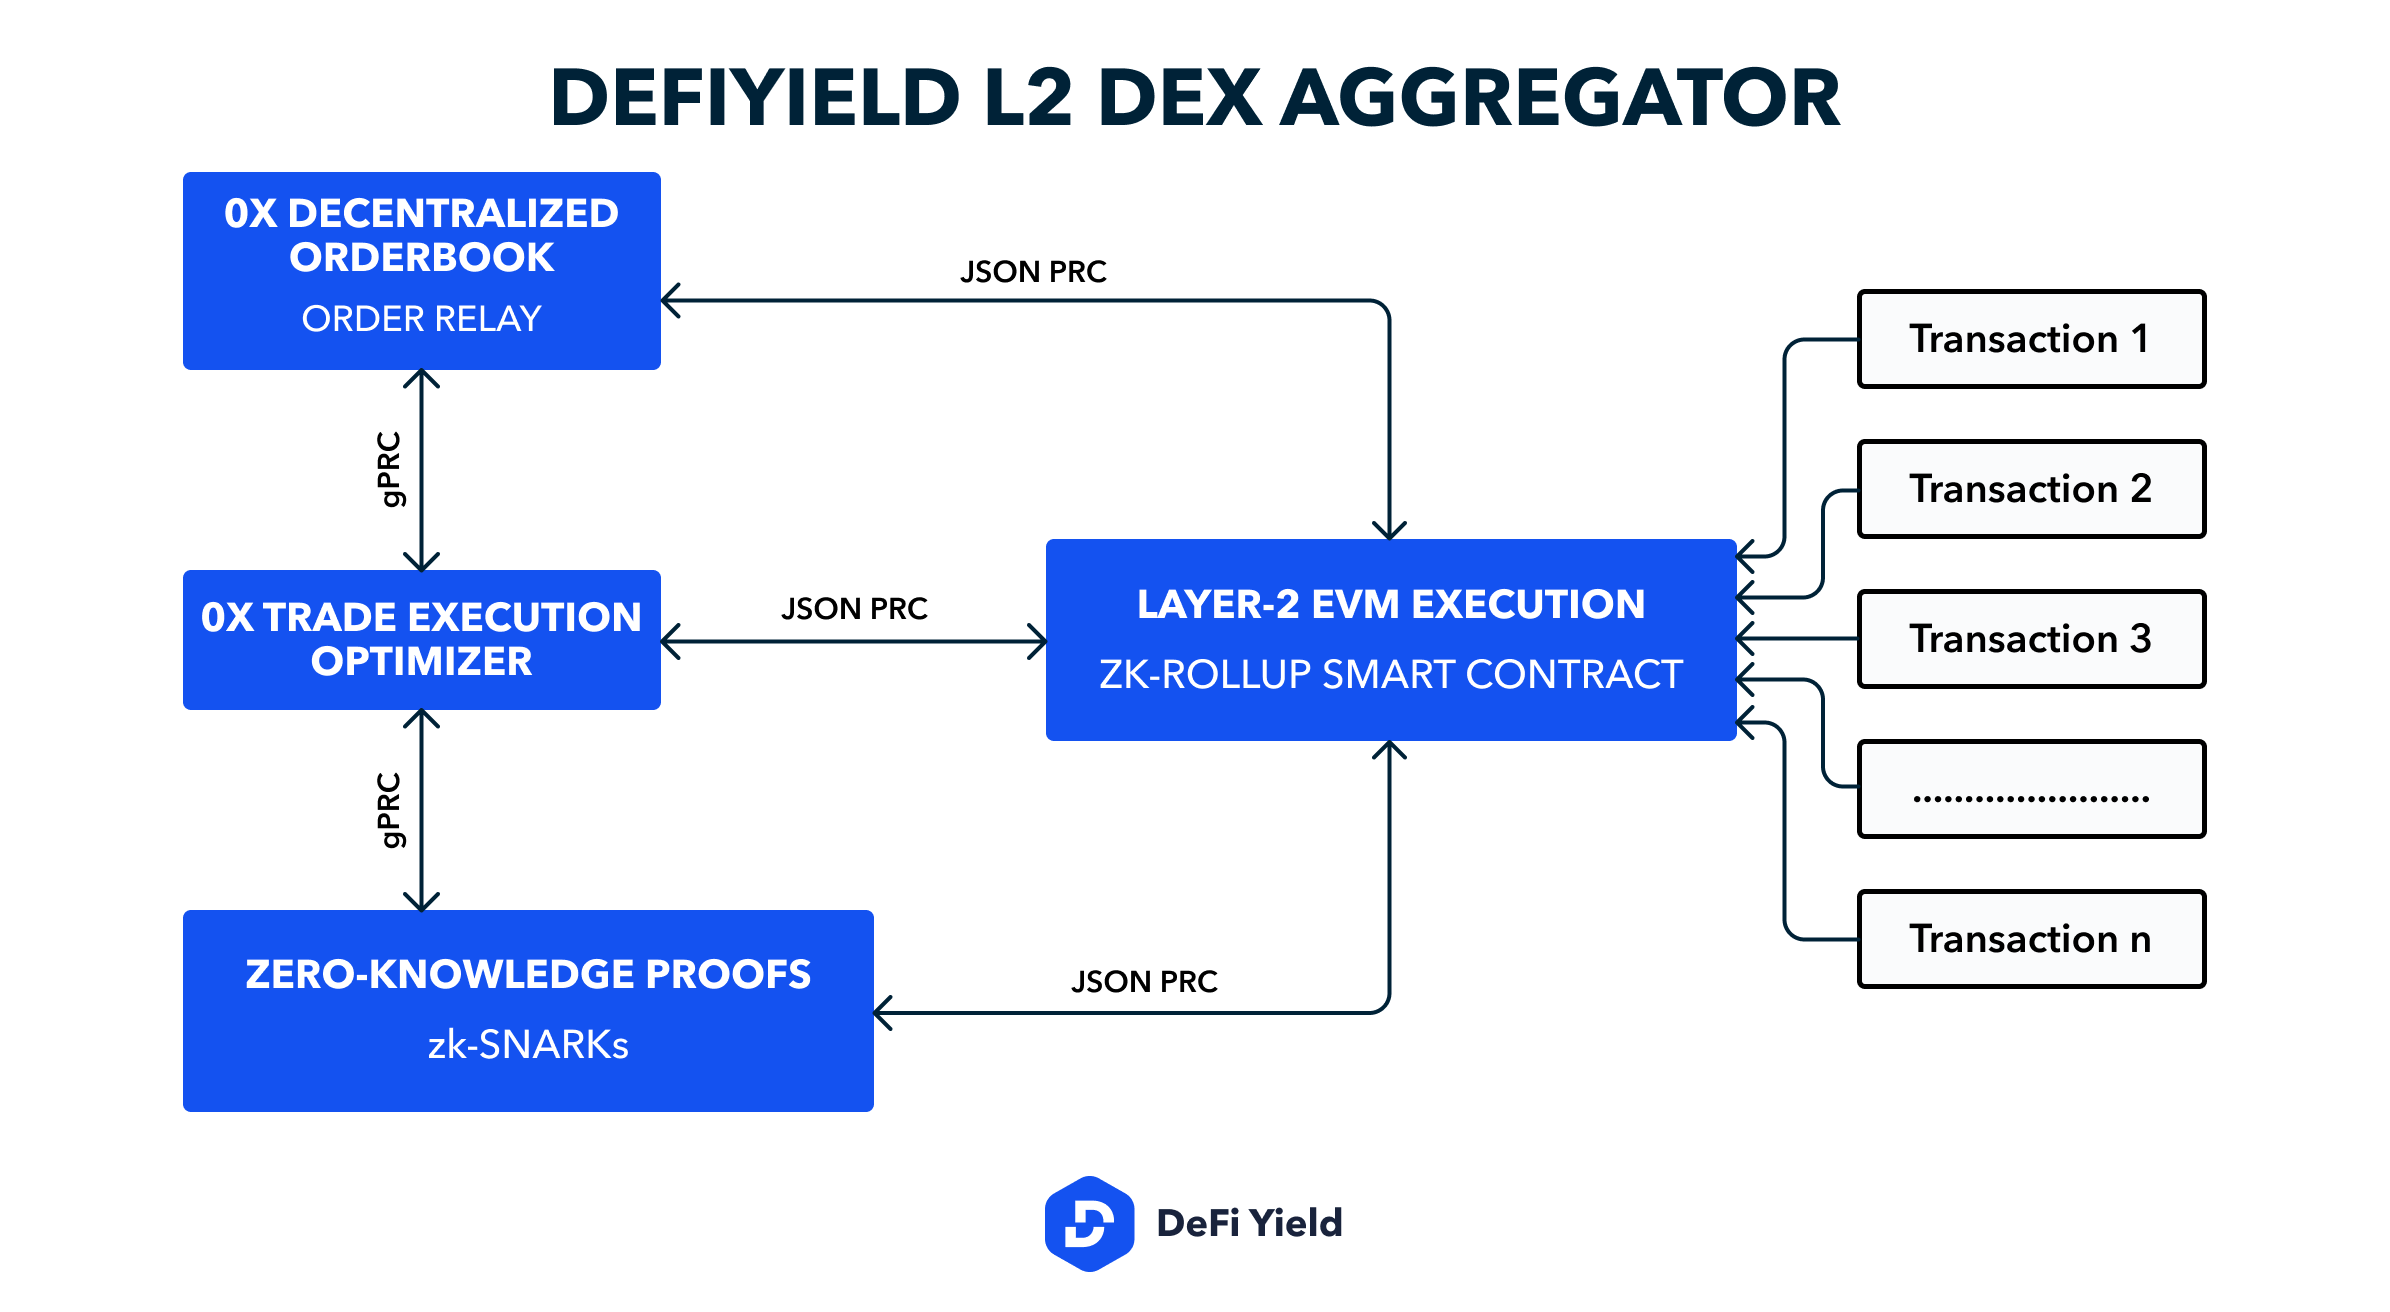 DEFIYIELD L2 DEX AGGREGATOR
0X DECENTRALIZED
ORDERBOOK
ORDER RELAY
JSON PRC
gPRC
0X TRADE EXECUTION
OPTIMIZER
JSON PRC
LAYER-2 EVM EXECUTION
ZK-ROLLUP SMART CONTRACT
gPRC
ZERO-KNOWLEDGE PROOFS
zk-SNARKs
JSON PRC
Transaction 1
Transaction 2
Transaction 3
.......................
Transaction n
DeFi Yield